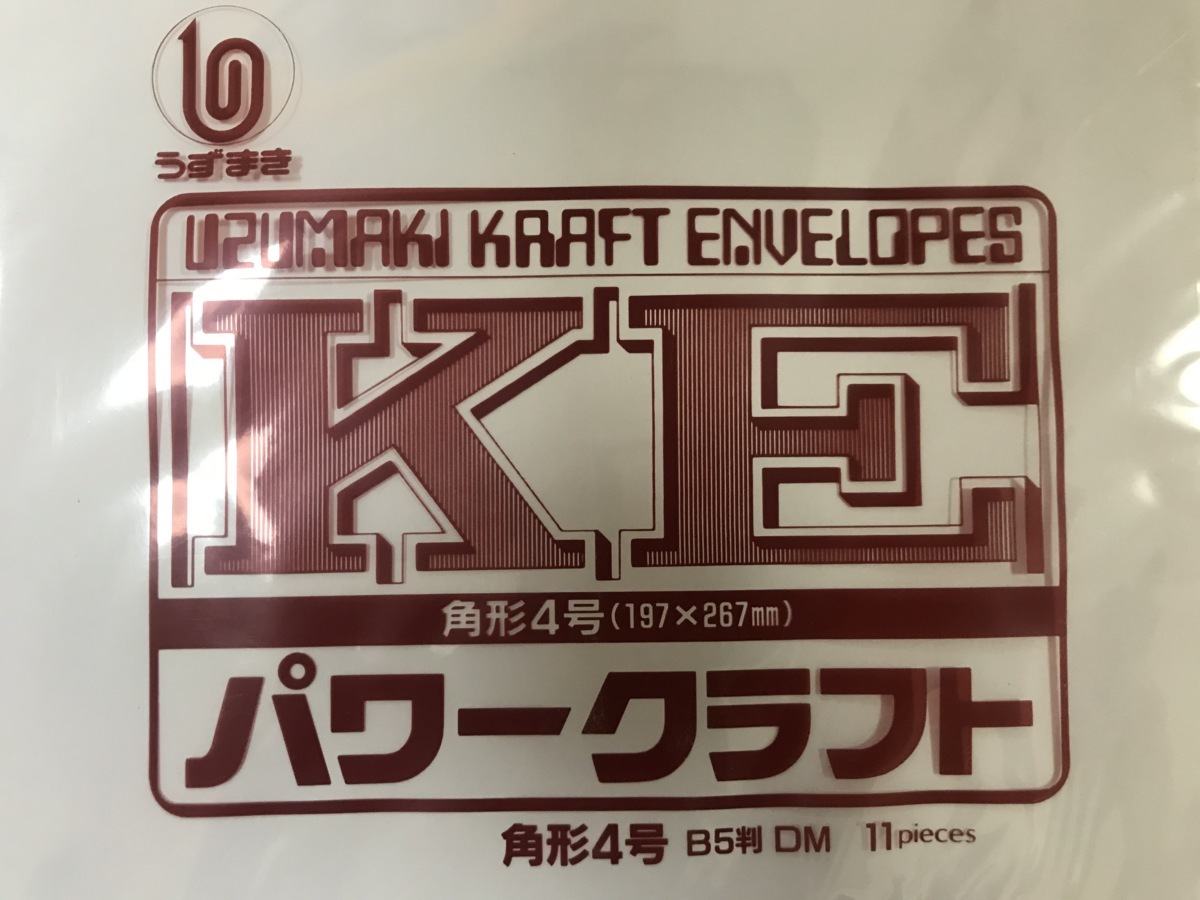 うずまき
UZUMAKI KRAFT ENVELOPES
KE
角形4号(197×267㎜)
パワークラフト
角形4号 B5判 DM 11pieces